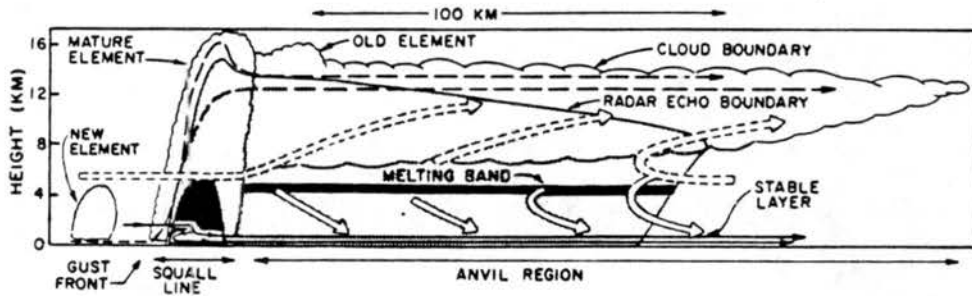 100 KM
16
MATURE
ELEMENT
OLD ELEMENT
CLOUD BOUNDARY
12
HEIGHT (KM)
RADAR ECHO BOUNDARY
NEW
ELEMENT
8
MELTING BAND
4
STABLE
LAYER
0
GUST
FRONT
SQUALL
LINE
ANVIL REGION